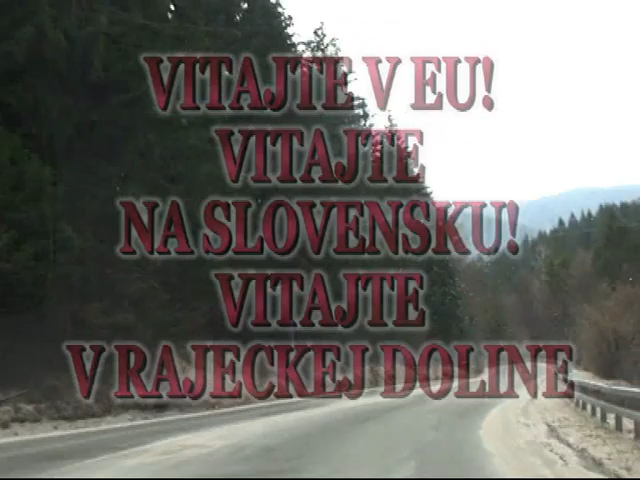 VITAJTE V EU!
VITAJTE
NA SLOVENSKU!
VITAJTE
V RAJECKEJ DOLINE